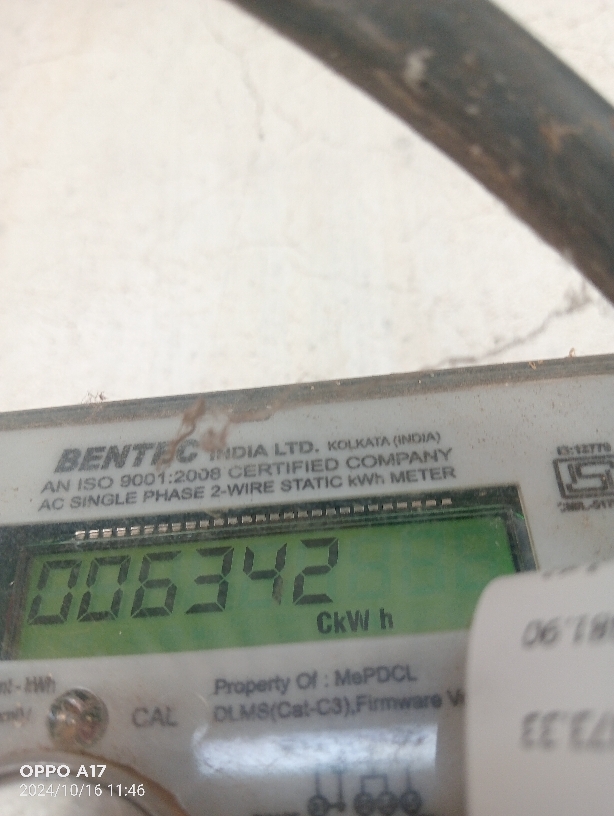 BENTEC INDIA LTD. KOLKATA (INDIA)
AN ISO 9001:2008 CERTIFIED COMPANY
AC SINGLE PHASE 2-WIRE STATIC kWh METER
006342
CkW h
CAL
Property Of : MePDCL
DLMS(Cat-C3),Firmware
OPPO A17
2024/10/16 11:46